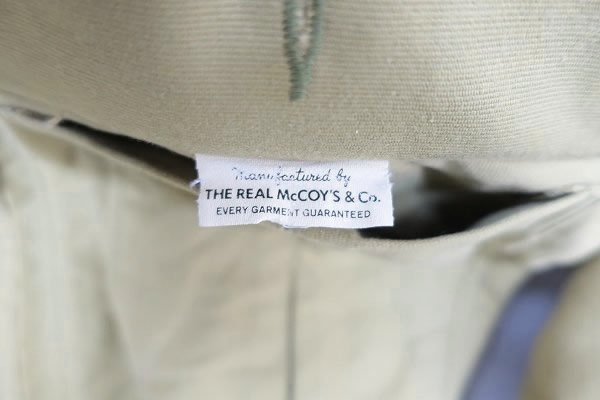 Manufactured by
THE REAL McCOY'S & Co.
EVERY GARMENT GUARANTEED